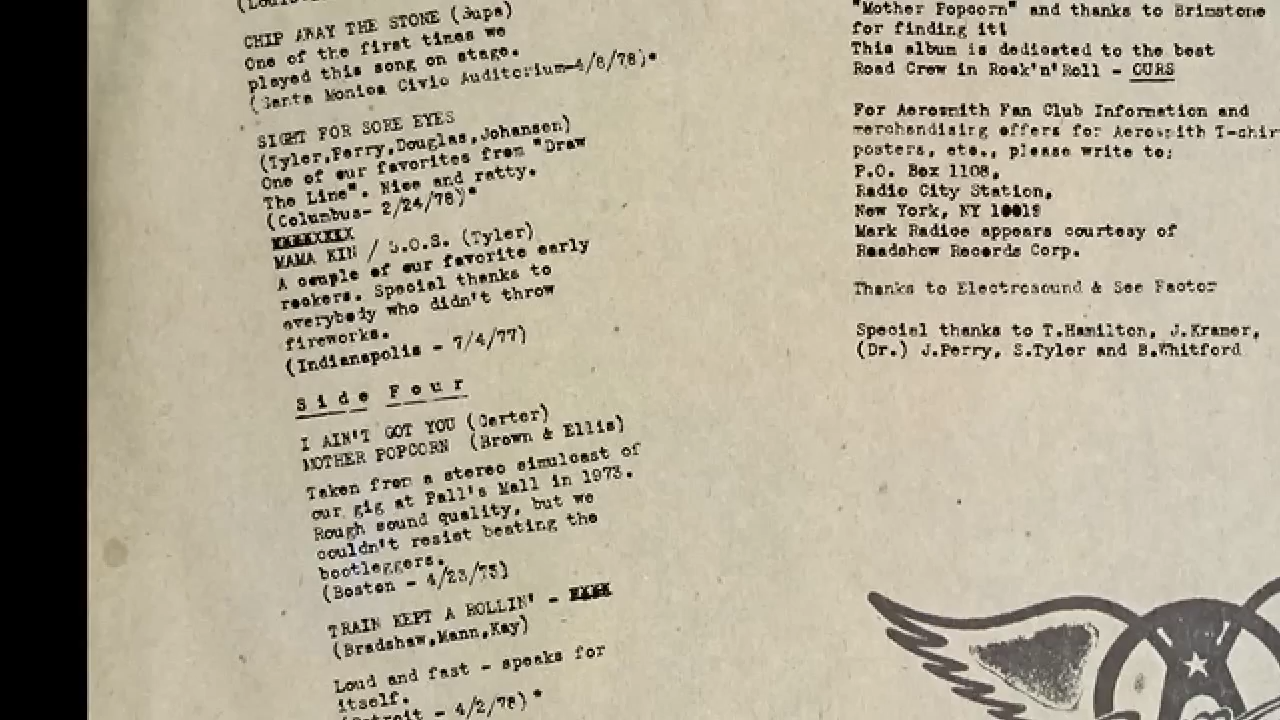 CHIP AWAY THE STONE (Supa)
One of the first times we
played this song on stage.
(Santa Monica Civic Auditorium-4/8/78)*
SIGHT FOR SORE EYES
(Tyler,Perry,Douglas,Johansen)
One of our favorites from "Draw
The Line". Nice and ratty.
(Columbus- 2/24/78)*
XXXXXXXX
MAMA KIN / S.O.S. (Tyler)
A couple of our favorite early
rockers. Special thanks to
everybody who didn't throw
fireworks.
(Indianapolis - 7/4/77)
Side Four
I AIN'T GOT YOU (Carter)
MOTHER POPCORN (Brown & Ellis)
Taken from a stereo simulcast of
our gig at Pall's Mall in 1973.
Rough sound quality, but we
couldn't resist beating the
bootleggers.
(Boston - 4/23/73)
TRAIN KEPT A ROLLIN' - XXXX
(Bradshaw,Mann,Kay)
Loud and fast - speaks for
itself.
(Detroit - 4/2/78)*
"Mother Popcorn" and thanks to Brimstone
for finding it!
This album is dedicated to the best
Road Crew in Rock'n'Roll - OURS
For Aerosmith Fan Club Information and
merchandising offers for Aerosmith T-shir
posters, etc., please write to:
P.O. Box 1108,
Radio City Station,
New York, NY 10019
Mark Radice appears courtesy of
Roadshow Records Corp.
Thanks to Electrosound & See Factor
Special thanks to T.Hamilton, J.Kramer,
(Dr.) J.Perry, S.Tyler and B.Whitford